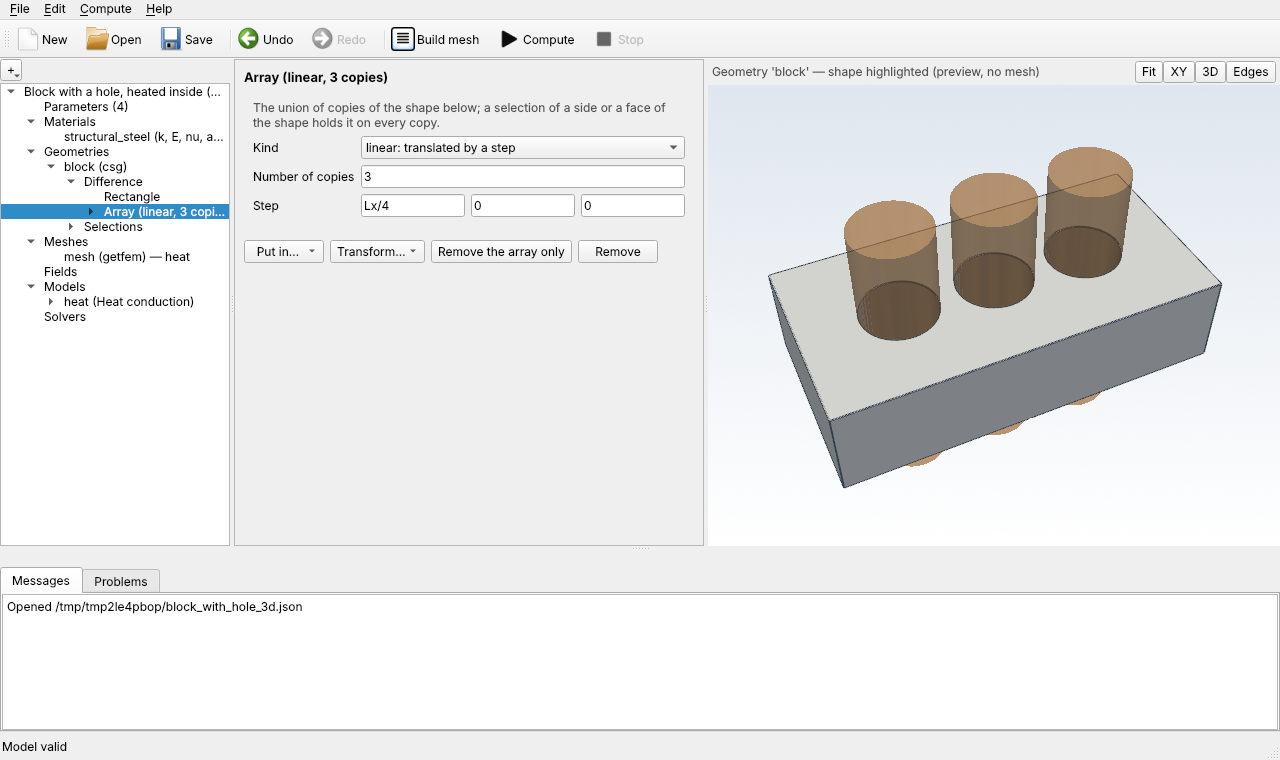 File Edit Compute Help
New Open Save Undo Redo Build mesh Compute Stop
+
Block with a hole, heated inside (...
Parameters (4)
Materials
structural_steel (k, E, nu, a...
Geometries
block (csg)
Difference
Rectangle
Array (linear, 3 copi...
Selections
Meshes
mesh (getfem) — heat
Fields
Models
heat (Heat conduction)
Solvers
Array (linear, 3 copies)
The union of copies of the shape below; a selection of a side or a face of
the shape holds it on every copy.
Kind linear: translated by a step
Number of copies 3
Step Lx/4 0 0
Put in... Transform... Remove the array only Remove
Geometry 'block' — shape highlighted (preview, no mesh) Fit XY 3D Edges
Messages Problems
Opened /tmp/tmp2le4pbop/block_with_hole_3d.json
Model valid